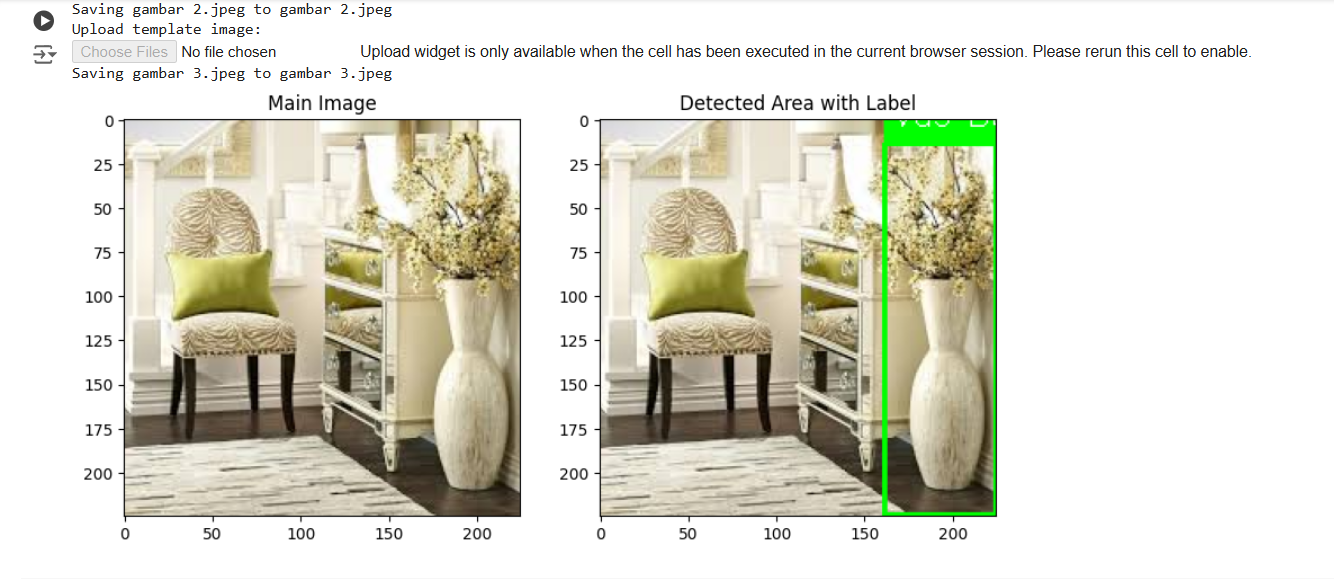 Saving gambar 2.jpeg to gambar 2.jpeg
Upload template image:
Choose Files No file chosen Upload widget is only available when the cell has been executed in the current browser session. Please rerun this cell to enable.
Saving gambar 3.jpeg to gambar 3.jpeg
Main Image
Detected Area with Label
0
25
50
75
100
125
150
175
200
0 50 100 150 200
0
25
50
75
100
125
150
175
200
0 50 100 150 200